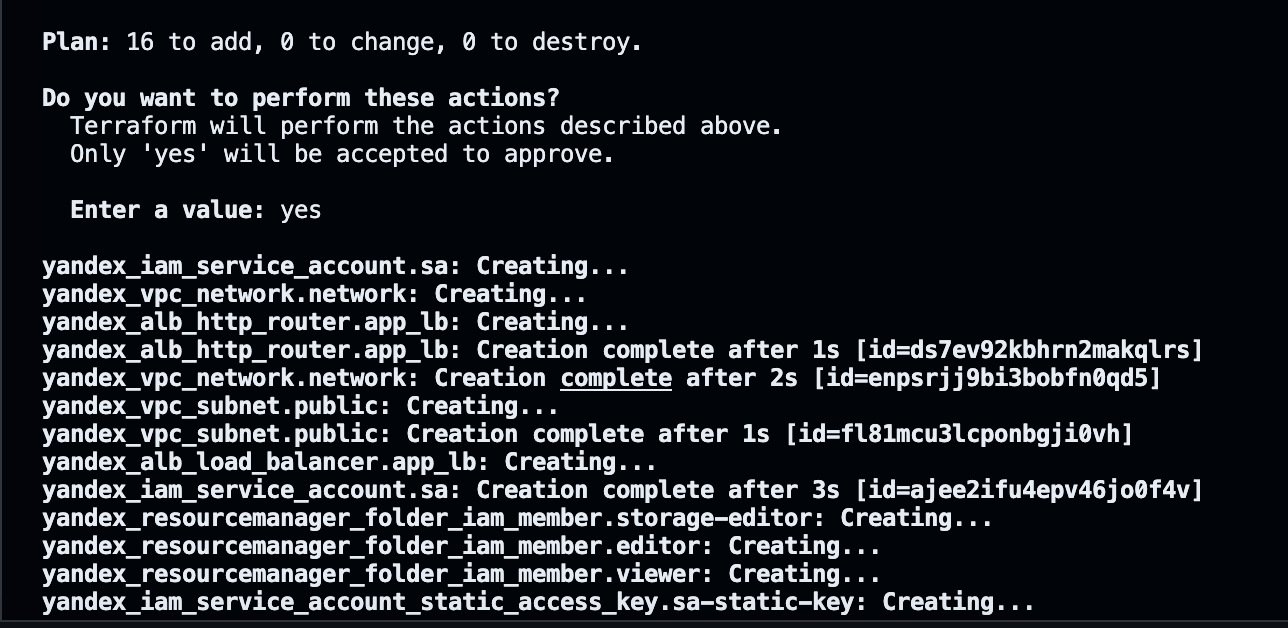 Plan: 16 to add, 0 to change, 0 to destroy.
Do you want to perform these actions?
Terraform will perform the actions described above.
Only 'yes' will be accepted to approve.
Enter a value: yes
yandex_iam_service_account.sa: Creating...
yandex_vpc_network.network: Creating...
yandex_alb_http_router.app_lb: Creating...
yandex_alb_http_router.app_lb: Creation complete after 1s [id=ds7ev92kbhrn2makqlrs]
yandex_vpc_network.network: Creation complete after 2s [id=enpsrjj9bi3bobfn0qd5]
yandex_vpc_subnet.public: Creating...
yandex_vpc_subnet.public: Creation complete after 1s [id=fl81mcu3lcponbgji0vh]
yandex_alb_load_balancer.app_lb: Creating...
yandex_iam_service_account.sa: Creation complete after 3s [id=ajee2ifu4epv46jo0f4v]
yandex_resourcemanager_folder_iam_member.storage-editor: Creating...
yandex_resourcemanager_folder_iam_member.editor: Creating...
yandex_resourcemanager_folder_iam_member.viewer: Creating...
yandex_iam_service_account_static_access_key.sa-static-key: Creating...